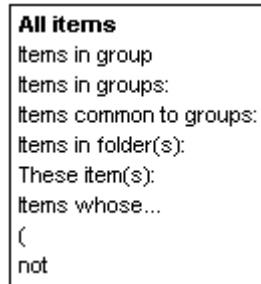 All items
Items in group
Items in groups:
Items common to groups:
Items in folder(s):
These item(s):
Items whose...
(
not